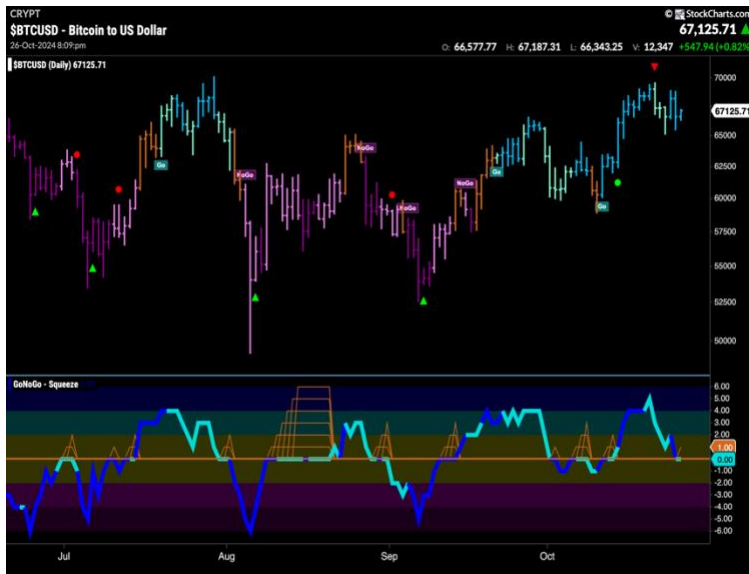 CRYPT
© StockCharts.com
$BTCUSD - Bitcoin to US Dollar
67,125.71
26-Oct-2024 8:09:pm
O: 66,577.77 H: 67,187.31 L: 66,343.25 V: 12,347 +547.94 (+0.82%
$BTCUSD (Daily) 67125.71
70000
67125.71
65000
62500
60000
57500
55000
52500
50000
Go
NoGo
NoGo
NoGo
NoGo
Go
Go
GoNoGo - Squeeze
6.00
5.00
4.00
3.00
2.00
1.00
0.00
-1.00
-2.00
-3.00
-4.00
-5.00
-6.00
Jul Aug Sep Oct